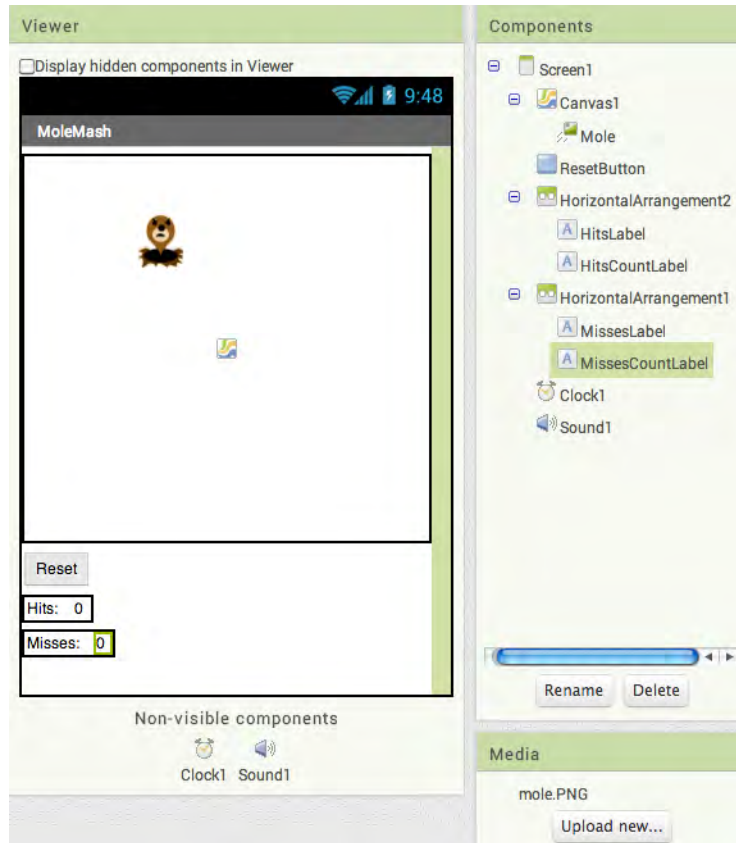 Viewer
Display hidden components in Viewer
9:48
MoleMash
Reset
Hits: 0
Misses: 0
Non-visible components
Clock1 Sound1
Components
Screen1
Canvas1
Mole
ResetButton
HorizontalArrangement2
HitsLabel
HitsCountLabel
HorizontalArrangement1
MissesLabel
MissesCountLabel
Clock1
Sound1
Rename Delete
Media
mole.PNG
Upload new...